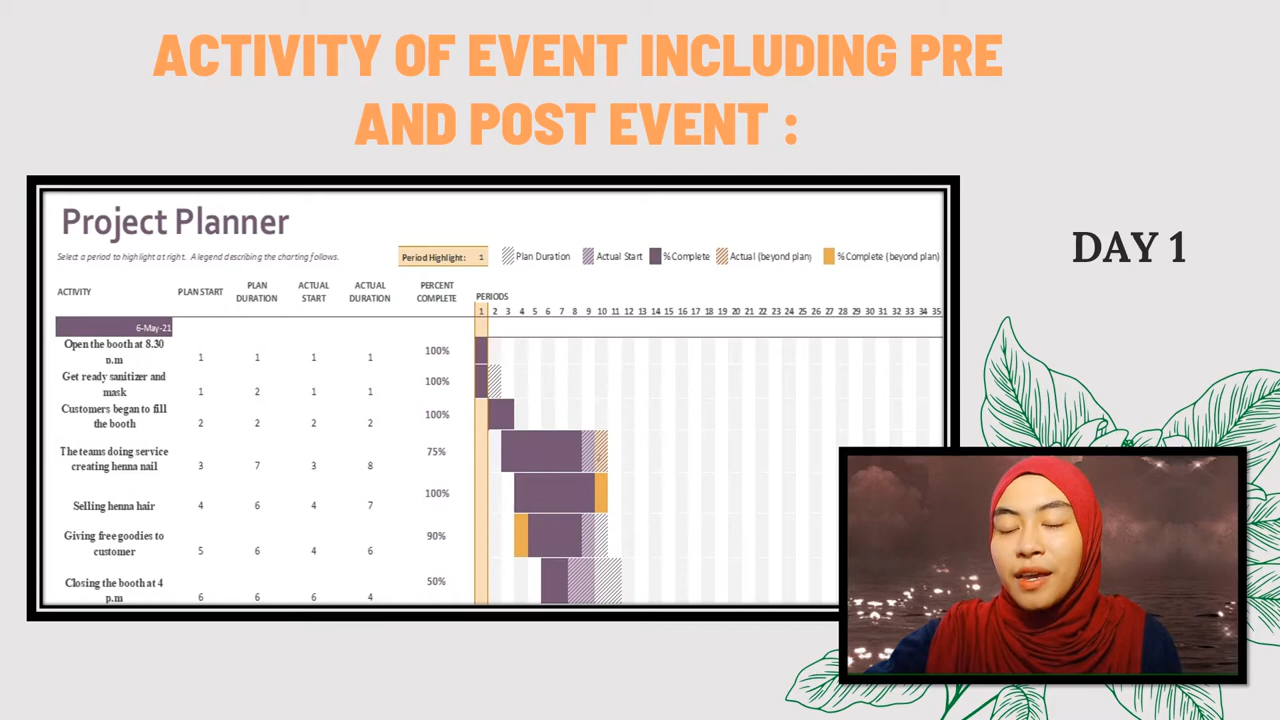 ACTIVITY OF EVENT INCLUDING PRE
AND POST EVENT :
DAY 1
Project Planner
Select a period to highlight at right. A legend describing the charting follows.
Period Highlight: 1
Plan Duration
Actual Start
% Complete
Actual (beyond plan)
% Complete (beyond plan)
ACTIVITY PLAN START PLAN DURATION ACTUAL START ACTUAL DURATION PERCENT COMPLETE PERIODS
1 2 3 4 5 6 7 8 9 10 11 12 13 14 15 16 17 18 19 20 21 22 23 24 25 26 27 28 29 30 31 32 33 34 35
6-May-21
Open the booth at 8.30
p.m 1 1 1 1 100%
Get ready sanitizer and
mask 1 2 1 1 100%
Customers began to fill
the booth 2 2 2 2 100%
The teams doing service
creating henna nail 3 7 3 8 75%
Selling henna hair 4 6 4 7 100%
Giving free goodies to
customer 5 6 4 6 90%
Closing the booth at 4
p.m 6 6 6 4 50%